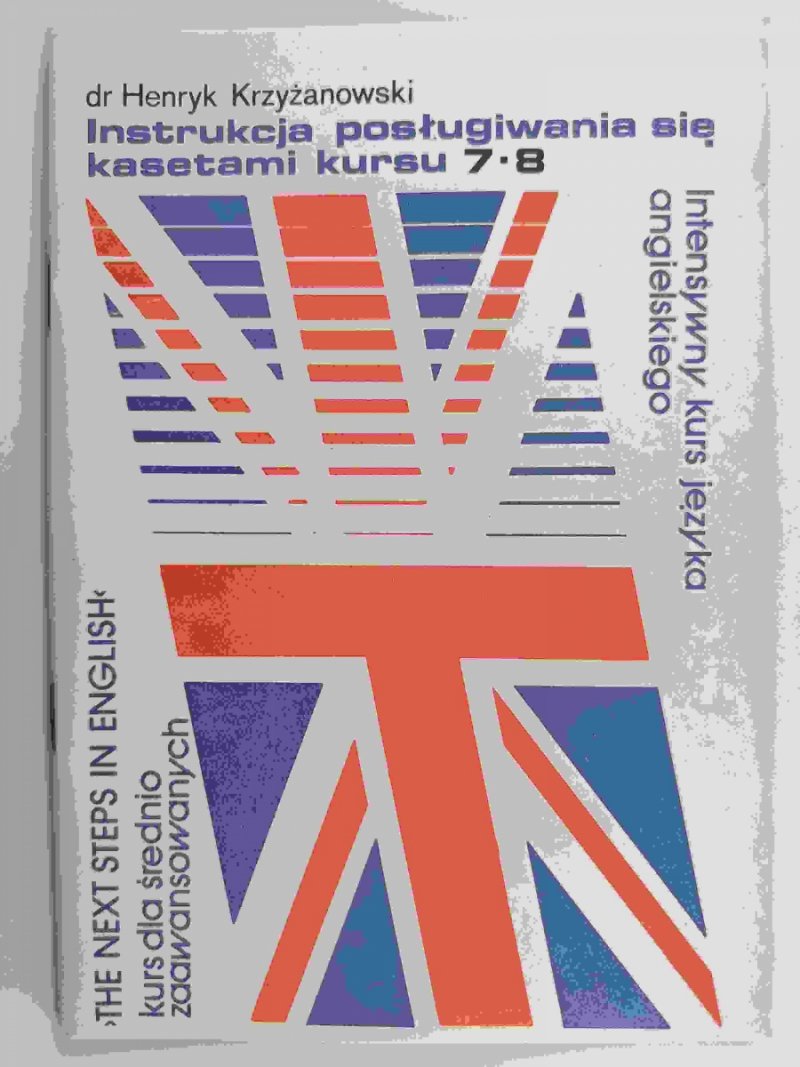 dr Henryk Krzyżanowski
Instrukcja posługiwania się
kasetami kursu 7·8
Intensywny kurs języka
angielskiego
›THE NEXT STEPS IN ENGLISH‹
kurs dla średnio
zaawansowanych